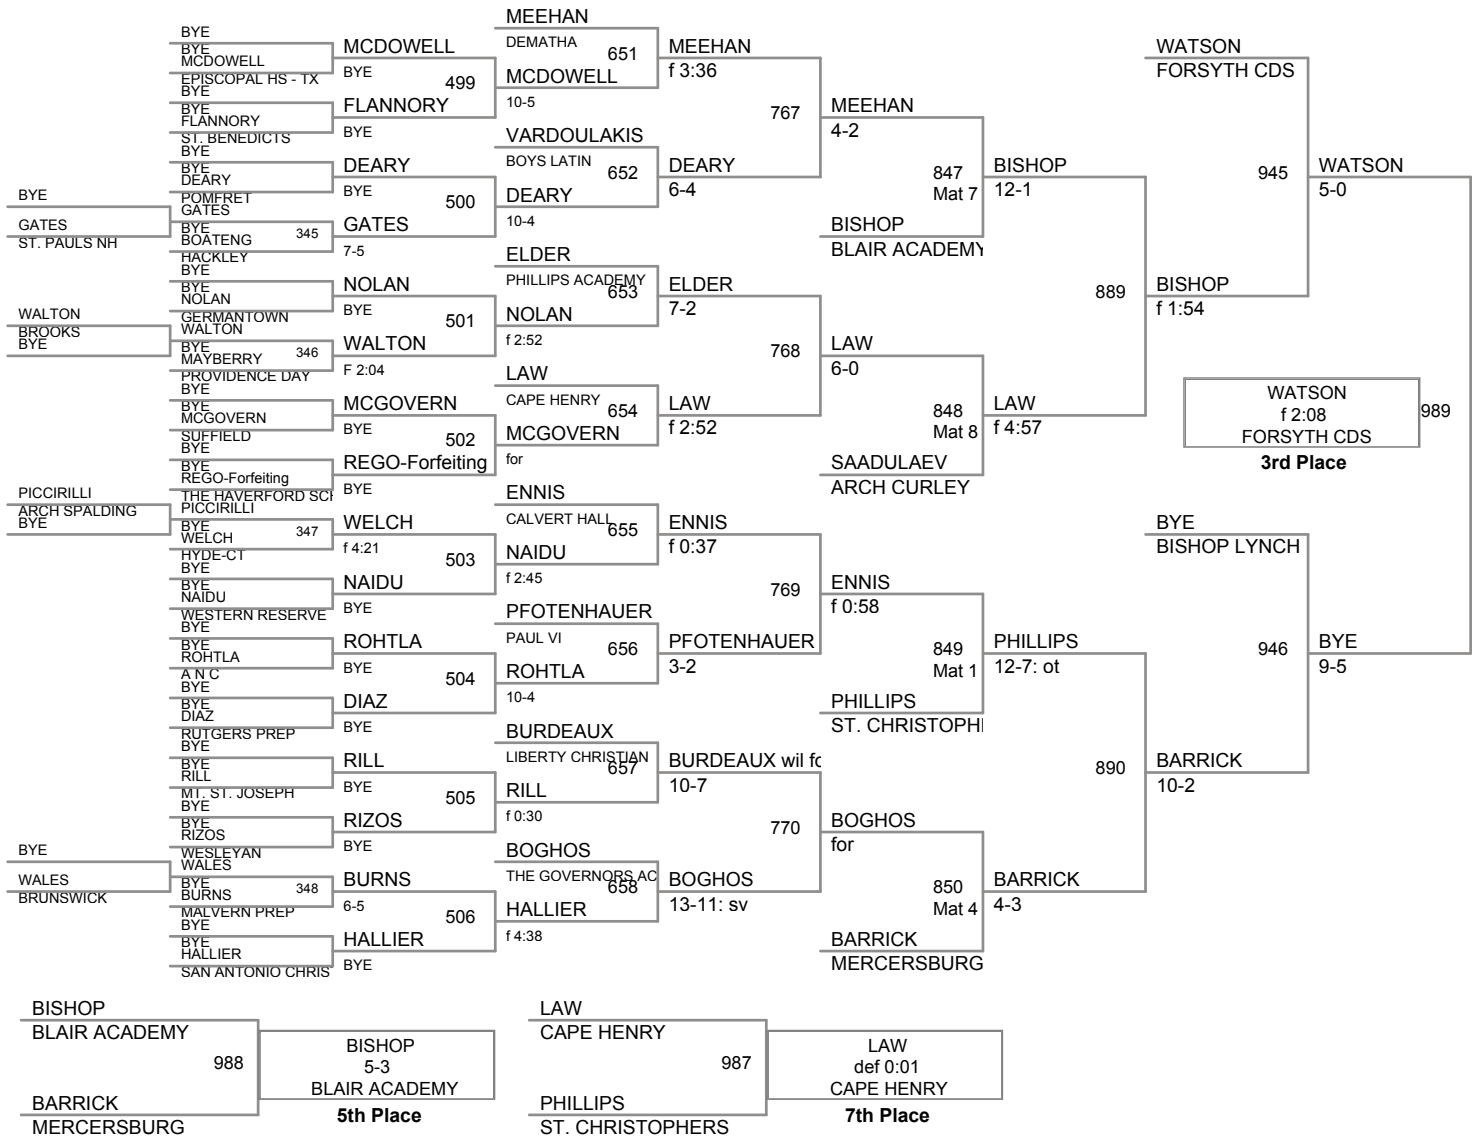 BYE
GATES
ST. PAULS NH
WALTON
BROOKS
BYE
PICCIRILLI
ARCH SPALDING
BYE
BYE
WALES
BRUNSWICK
BYE
BYE
MCDOWELL
EPISCOPAL HS - TX
BYE
BYE
FLANNORY
ST. BENEDICTS
BYE
BYE
DEARY
POMFRET
GATES
BYE
345
BOATENG
HACKLEY
BYE
BYE
NOLAN
GERMANTOWN
WALTON
BYE
346
MAYBERRY
PROVIDENCE DAY
BYE
BYE
MCGOVERN
SUFFIELD
BYE
BYE
REGO-Forfeiting
THE HAVERFORD SCH
PICCIRILLI
BYE
347
WELCH
HYDE-CT
BYE
BYE
NAIDU
WESTERN RESERVE
BYE
BYE
ROHTLA
A N C
BYE
BYE
DIAZ
RUTGERS PREP
BYE
BYE
RILL
MT. ST. JOSEPH
BYE
BYE
RIZOS
WESLEYAN
WALES
BYE
348
BURNS
MALVERN PREP
BYE
BYE
HALLIER
SAN ANTONIO CHRIS
MCDOWELL
BYE
499
FLANNORY
BYE
DEARY
BYE
500
GATES
7-5
NOLAN
BYE
501
WALTON
F 2:04
MCGOVERN
BYE
502
REGO-Forfeiting
BYE
WELCH
f 4:21
503
NAIDU
BYE
ROHTLA
BYE
504
DIAZ
BYE
RILL
BYE
505
RIZOS
BYE
BURNS
6-5
506
HALLIER
BYE
MEEHAN
DEMATHA
651
MCDOWELL
10-5
VARDOULAKIS
BOYS LATIN
652
DEARY
10-4
ELDER
PHILLIPS ACADEMY
653
NOLAN
f 2:52
LAW
CAPE HENRY
654
MCGOVERN
for
ENNIS
CALVERT HALL
655
NAIDU
f 2:45
PFOTENHAUER
PAUL VI
656
ROHTLA
10-4
BURDEAUX
LIBERTY CHRISTIAN
657
RILL
f 0:30
BOGHOS
THE GOVERNORS AC
658
HALLIER
f 4:38
MEEHAN
f 3:36
767
DEARY
6-4
ELDER
7-2
768
LAW
f 2:52
ENNIS
f 0:37
769
PFOTENHAUER
3-2
BURDEAUX wil fo
10-7
770
BOGHOS
13-11: sv
MEEHAN
4-2
847
Mat 7
BISHOP
BLAIR ACADEMY
LAW
6-0
848
Mat 8
SAADULAEV
ARCH CURLEY
ENNIS
f 0:58
849
Mat 1
PHILLIPS
ST. CHRISTOPHE
BOGHOS
for
850
Mat 4
BARRICK
MERCERSBURG
BISHOP
12-1
889
LAW
f 4:57
PHILLIPS
12-7: ot
890
BARRICK
4-3
WATSON
FORSYTH CDS
945
BISHOP
f 1:54
BYE
BISHOP LYNCH
946
BARRICK
10-2
WATSON
5-0
BYE
9-5
WATSON
f 2:08
989
FORSYTH CDS
3rd Place
BISHOP
BLAIR ACADEMY
988
BARRICK
MERCERSBURG
BISHOP
5-3
BLAIR ACADEMY
5th Place
LAW
CAPE HENRY
987
PHILLIPS
ST. CHRISTOPHERS
LAW
def 0:01
CAPE HENRY
7th Place